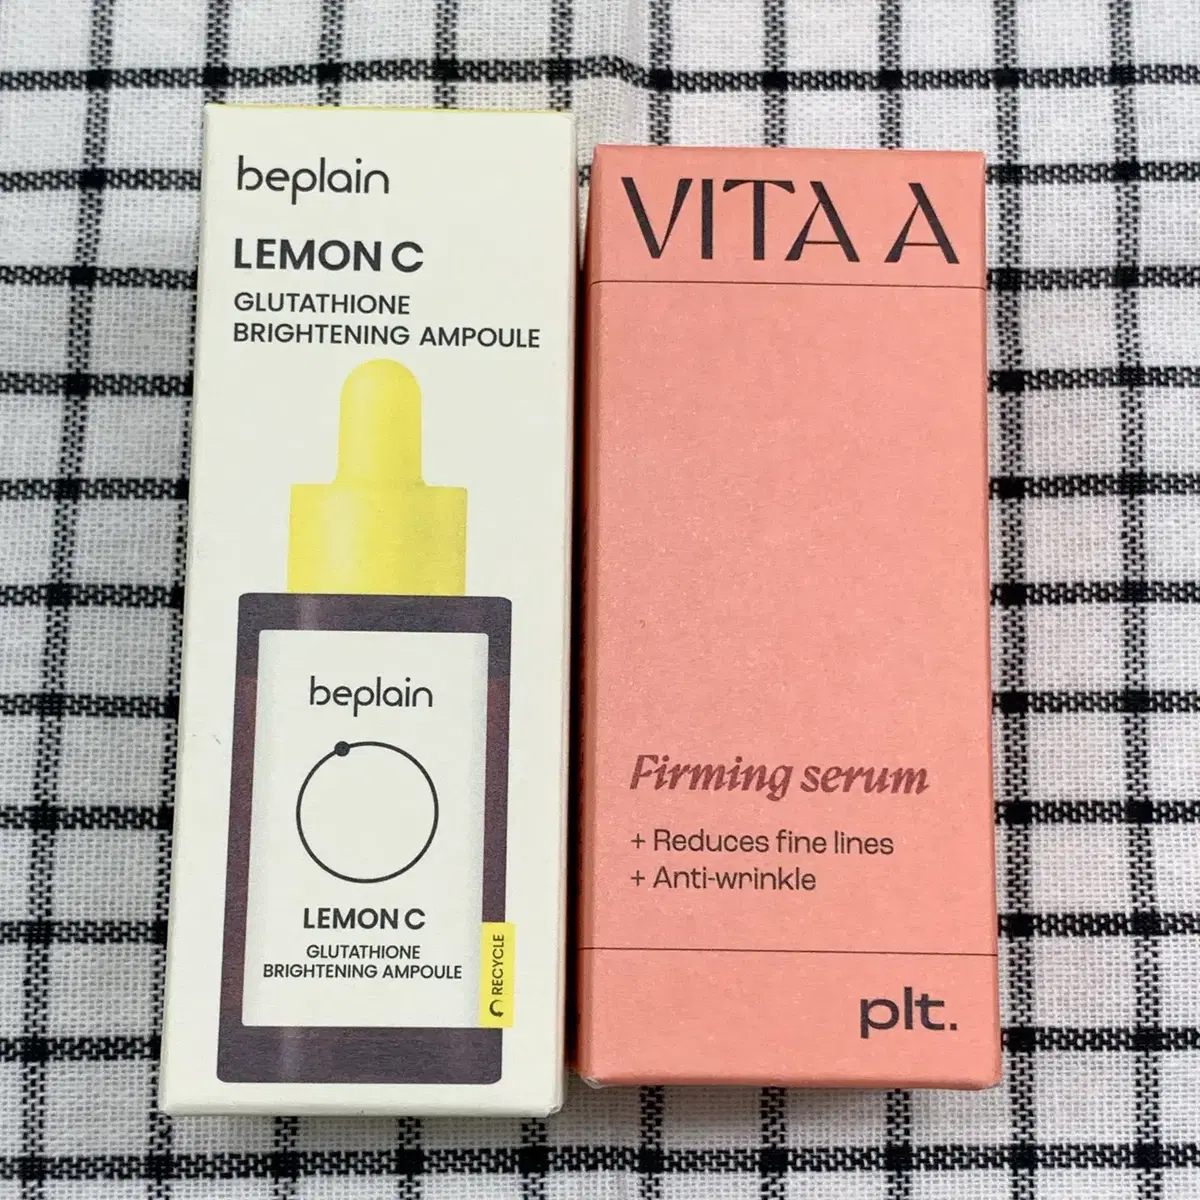 beplain
LEMON C
GLUTATHIONE
BRIGHTENING AMPOULE
beplain
LEMON C
GLUTATHIONE
BRIGHTENING AMPOULE
RECYCLE
VITA A
Firming serum
+ Reduces fine lines
+ Anti-wrinkle
plt.